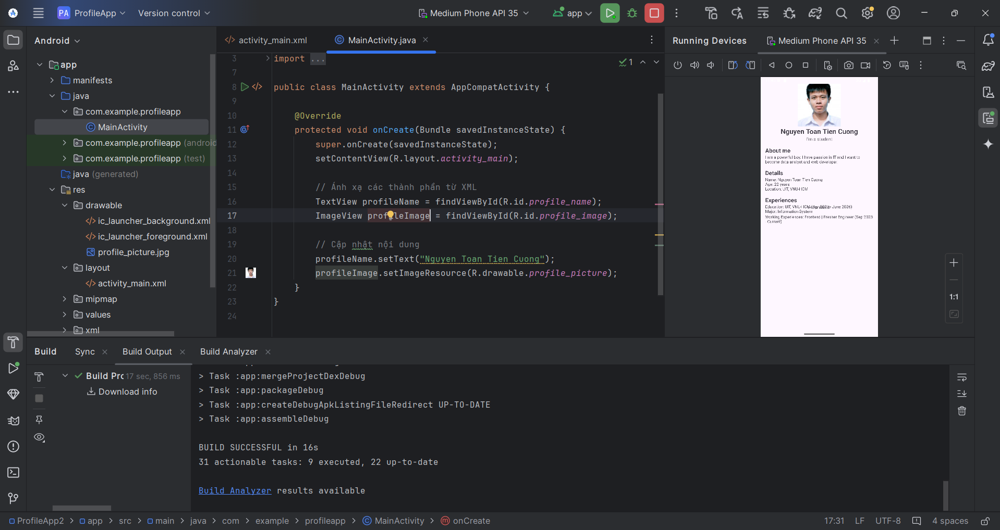 PA ProfileApp Version control Medium Phone API 35 app
Android
app
manifests
java
com.example.profileapp
MainActivity
com.example.profileapp (android
com.example.profileapp (test)
java (generated)
res
drawable
ic_launcher_background.xml
ic_launcher_foreground.xml
profile_picture.jpg
layout
activity_main.xml
mipmap
values
xml
activity_main.xml MainActivity.java
1
3 import ...
7
8 public class MainActivity extends AppCompatActivity {
9
10 @Override
11 protected void onCreate(Bundle savedInstanceState) {
12 super.onCreate(savedInstanceState);
13 setContentView(R.layout.activity_main);
14
15 // Ánh xạ các thành phần từ XML
16 TextView profileName = findViewById(R.id.profile_name);
17 ImageView profileImage = findViewById(R.id.profile_image);
18
19 // Cập nhật nội dung
20 profileName.setText("Nguyen Toan Tien Cuong");
21 profileImage.setImageResource(R.drawable.profile_picture);
22 }
23 }
24
Running Devices Medium Phone API 35
Nguyen Toan Tien Cuong
I'm a student
About me
I am a powerful boy. I have passion in IT and I want to
become data analyst and web developer.
Details
Name: Nguyen Toan Tien Cuong
Age: 22 years
Location: UIT, VNU-HCM
Experiences
Education: UIT, VNU-HCM June 2026)
Major: Information System
Working Experiences: Frontend | Fresher Engineer (Sep 2023
- Current)
1:1
Build Sync Build Output Build Analyzer
Build Pro 17 sec, 856 ms
Download info
> Task :app:mergeProjectDexDebug
> Task :app:packageDebug
> Task :app:createDebugApkListingFileRedirect UP-TO-DATE
> Task :app:assembleDebug
BUILD SUCCESSFUL in 16s
31 actionable tasks: 9 executed, 22 up-to-date
Build Analyzer results available
ProfileApp2 > app > src > main > java > com > example > profileapp > MainActivity > onCreate
17:31 LF UTF-8 4 spaces